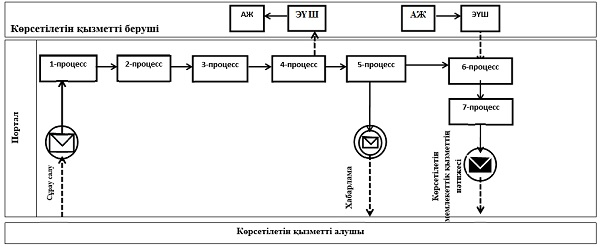 Көрсетілетін қызметті беруші
АЖ
ЭҮШ
АЖ
ЭҮШ
Портал
1-процесс
2-процесс
3-процесс
4-процесс
5-процесс
6-процесс
7-процесс
Сұрау салу
Хабарлама
Көрсетілетін
мемлекеттік қызметтің
нәтижесі
Көрсетілетін қызметті алушы